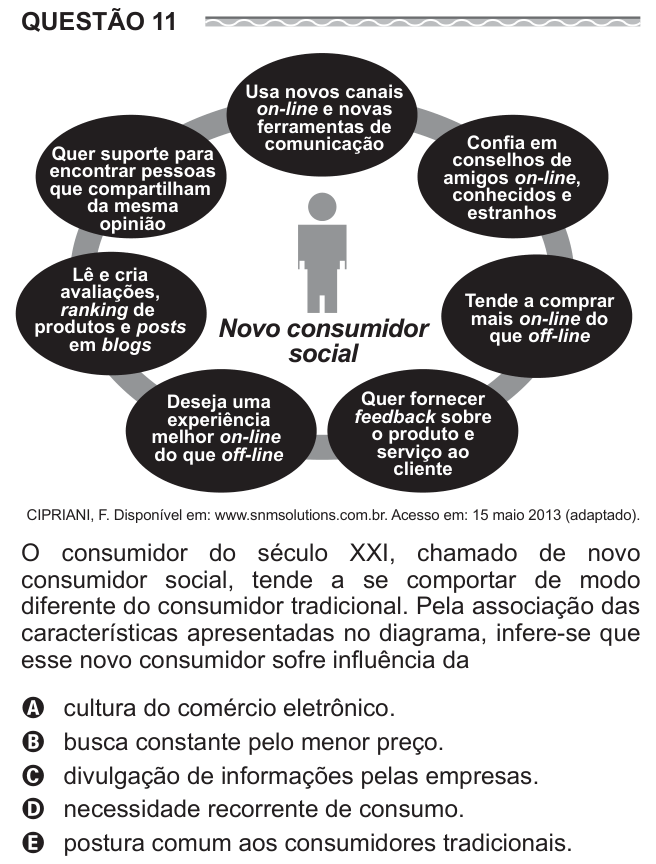 QUESTÃO 11
Usa novos canais
on-line e novas
ferramentas de
comunicação
Confia em
conselhos de
amigos on-line,
conhecidos e
estranhos
Tende a comprar
mais on-line do
que off-line
Quer fornecer
feedback sobre
o produto e
serviço ao
cliente
Deseja uma
experiência
melhor on-line
do que off-line
Lê e cria
avaliações,
ranking de
produtos e posts
em blogs
Quer suporte para
encontrar pessoas
que compartilham
da mesma
opinião
Novo consumidor
social
CIPRIANI, F. Disponível em: www.snmsolutions.com.br. Acesso em: 15 maio 2013 (adaptado).
O consumidor do século XXI, chamado de novo
consumidor social, tende a se comportar de modo
diferente do consumidor tradicional. Pela associação das
características apresentadas no diagrama, infere-se que
esse novo consumidor sofre influência da
A cultura do comércio eletrônico.
B busca constante pelo menor preço.
C divulgação de informações pelas empresas.
D necessidade recorrente de consumo.
E postura comum aos consumidores tradicionais.